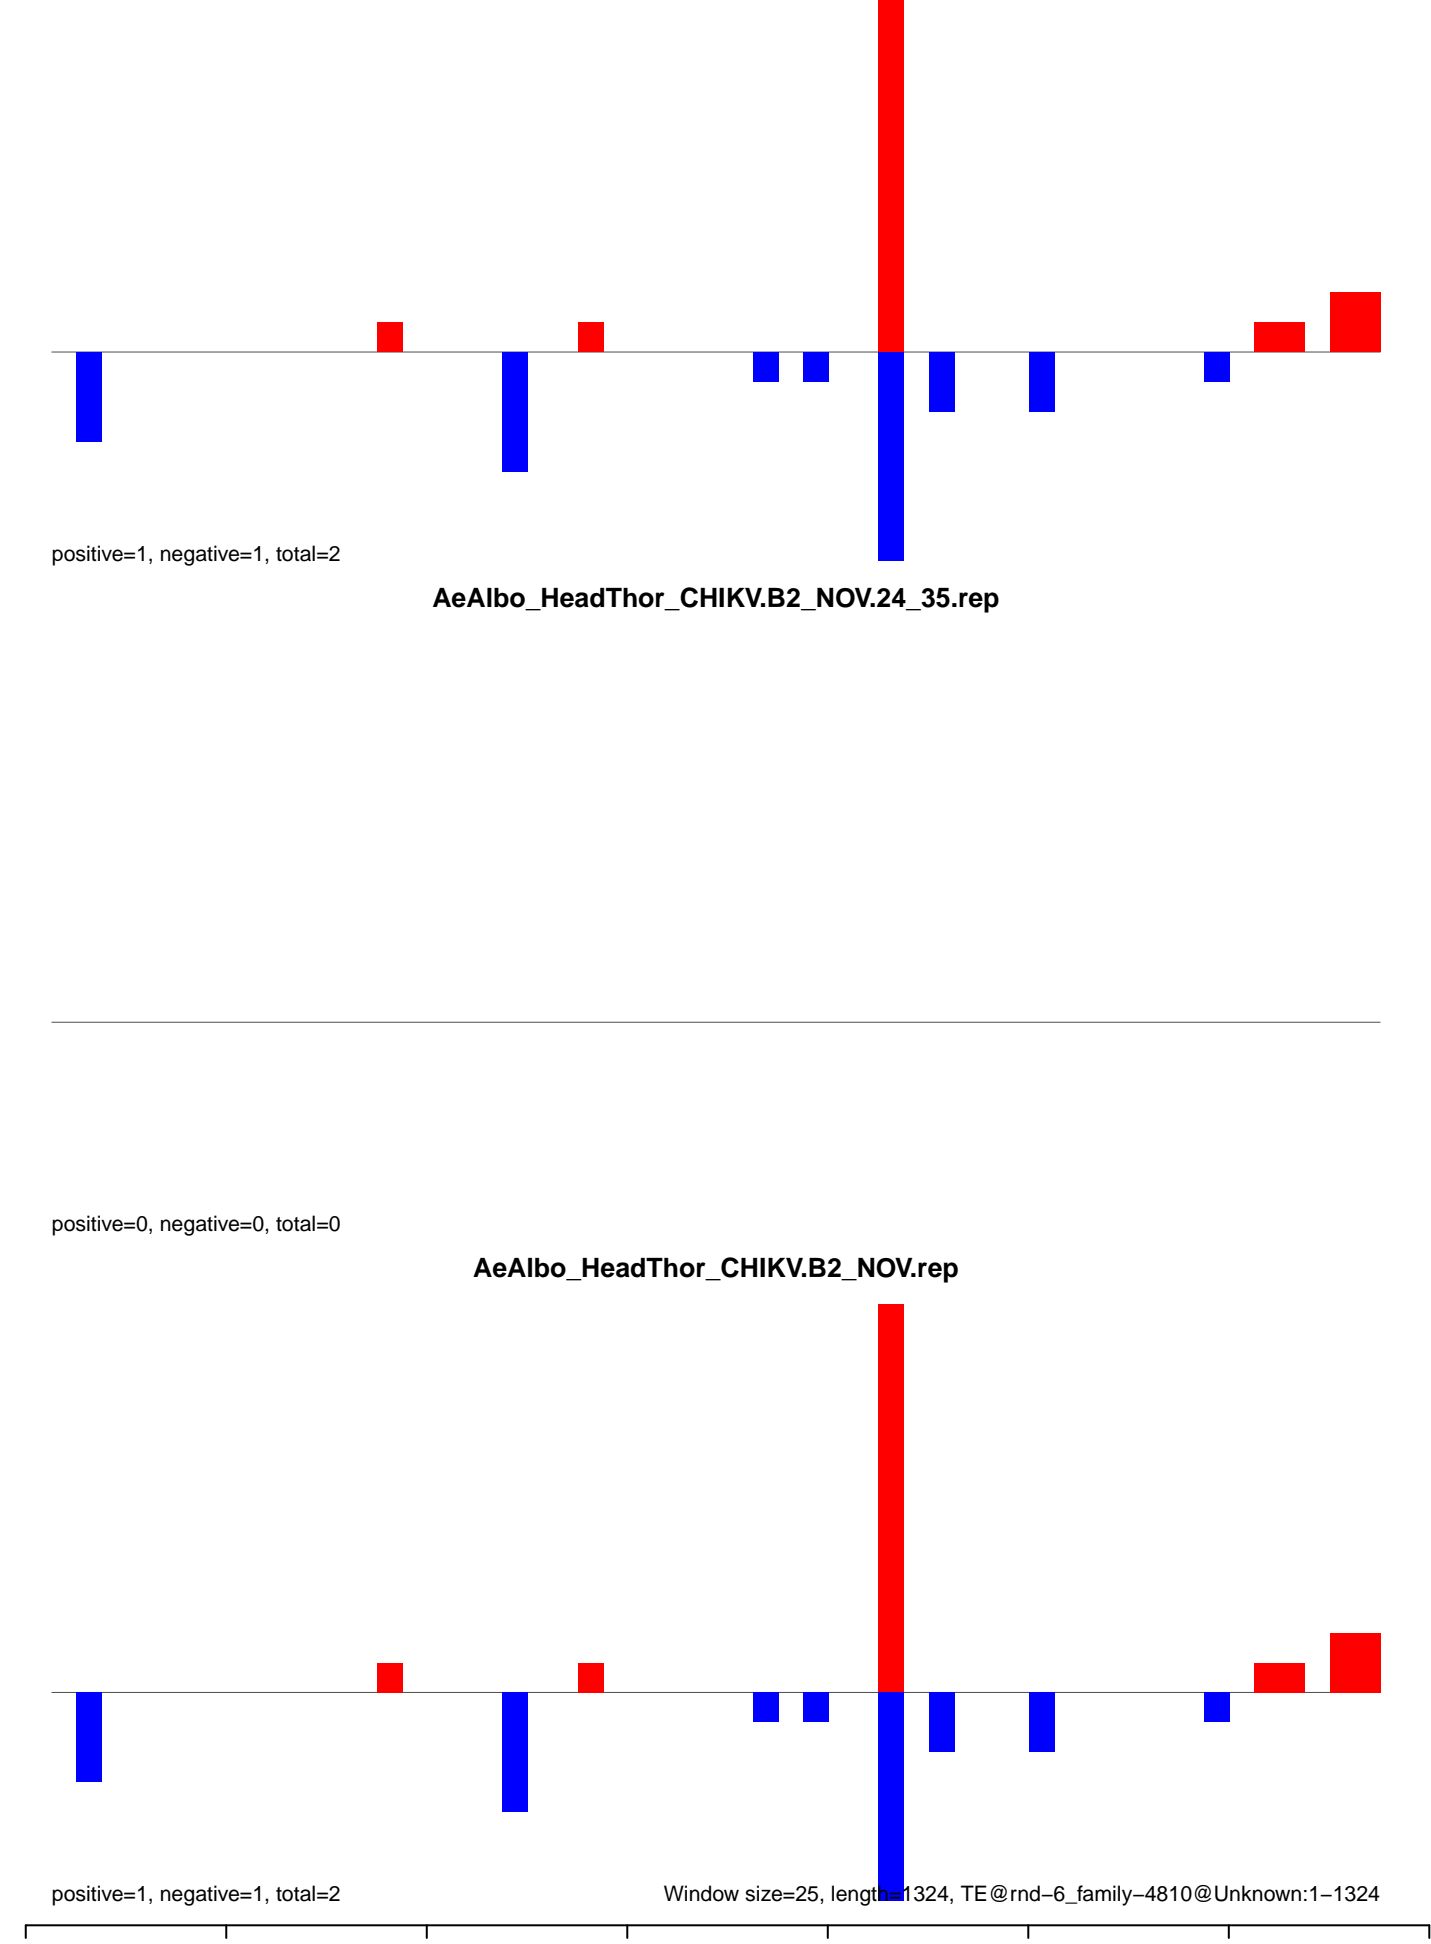 positive=1, negative=1, total=2
AeAlbo_HeadThor_CHIKV.B2_NOV.24_35.rep
positive=0, negative=0, total=0
AeAlbo_HeadThor_CHIKV.B2_NOV.rep
positive=1, negative=1, total=2
Window size=25, length=1324, TE@rnd−6_family−4810@Unknown:1−1324